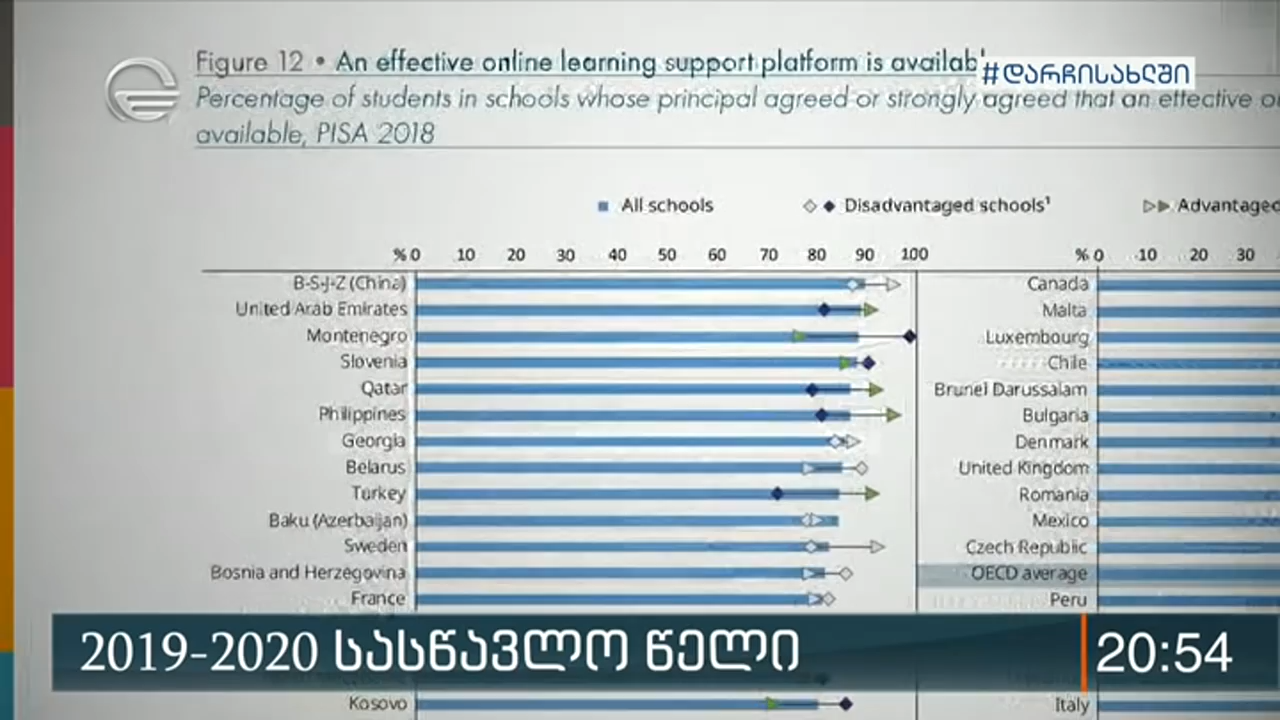 Figure 12 • An effective online learning support platform is availab
#დარჩისახლში
Percentage of students in schools whose principal agreed or strongly agreed that an effective
available, PISA 2018
All schools
Disadvantaged schools¹
Advantaged
% 0 10 20 30 40 50 60 70 80 90 100
% 0 10 20 30
B-S-J-Z (China)
Canada
United Arab Emirates
Malta
Montenegro
Luxembourg
Slovenia
Chile
Qatar
Brunei Darussalam
Philippines
Bulgaria
Georgia
Denmark
Belarus
United Kingdom
Turkey
Romania
Baku (Azerbaijan)
Mexico
Sweden
Czech Republic
Bosnia and Herzegovina
OECD average
France
Peru
2019-2020 სასწავლო წელი
20:54
Kosovo
Italy